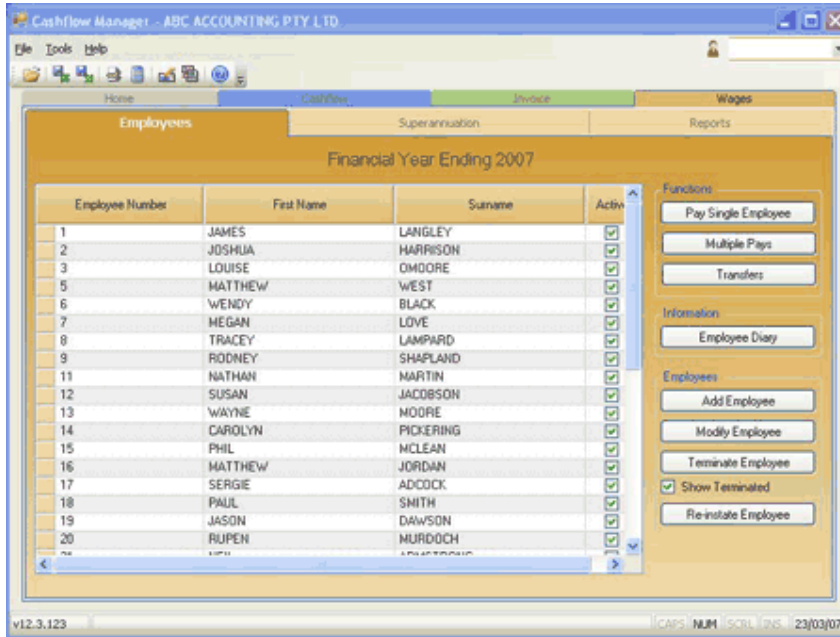 Cashflow Manager - ABC ACCOUNTING PTY LTD
File Tools Help
Home Cashflow Invoice Wages
Employees Superannuation Reports
Financial Year Ending 2007
Employee Number First Name Surname Active
1 JAMES LANGLEY
2 JOSHUA HARRISON
3 LOUISE OMOORE
5 MATTHEW WEST
6 WENDY BLACK
7 MEGAN LOVE
8 TRACEY LAMPARD
9 RODNEY SHAPLAND
11 NATHAN MARTIN
12 SUSAN JACOBSON
13 WAYNE MOORE
14 CAROLYN PICKERING
15 PHIL MCLEAN
16 MATTHEW JORDAN
17 SERGIE ADCOCK
18 PAUL SMITH
19 JASON DAWSON
20 RUPEN MURDOCH
Functions
Pay Single Employee
Multiple Pays
Transfers
Information
Employee Diary
Employees
Add Employee
Modify Employee
Terminate Employee
Show Terminated
Re-instate Employee
v12.3.123 CAPS NUM SCRL INS 23/03/07